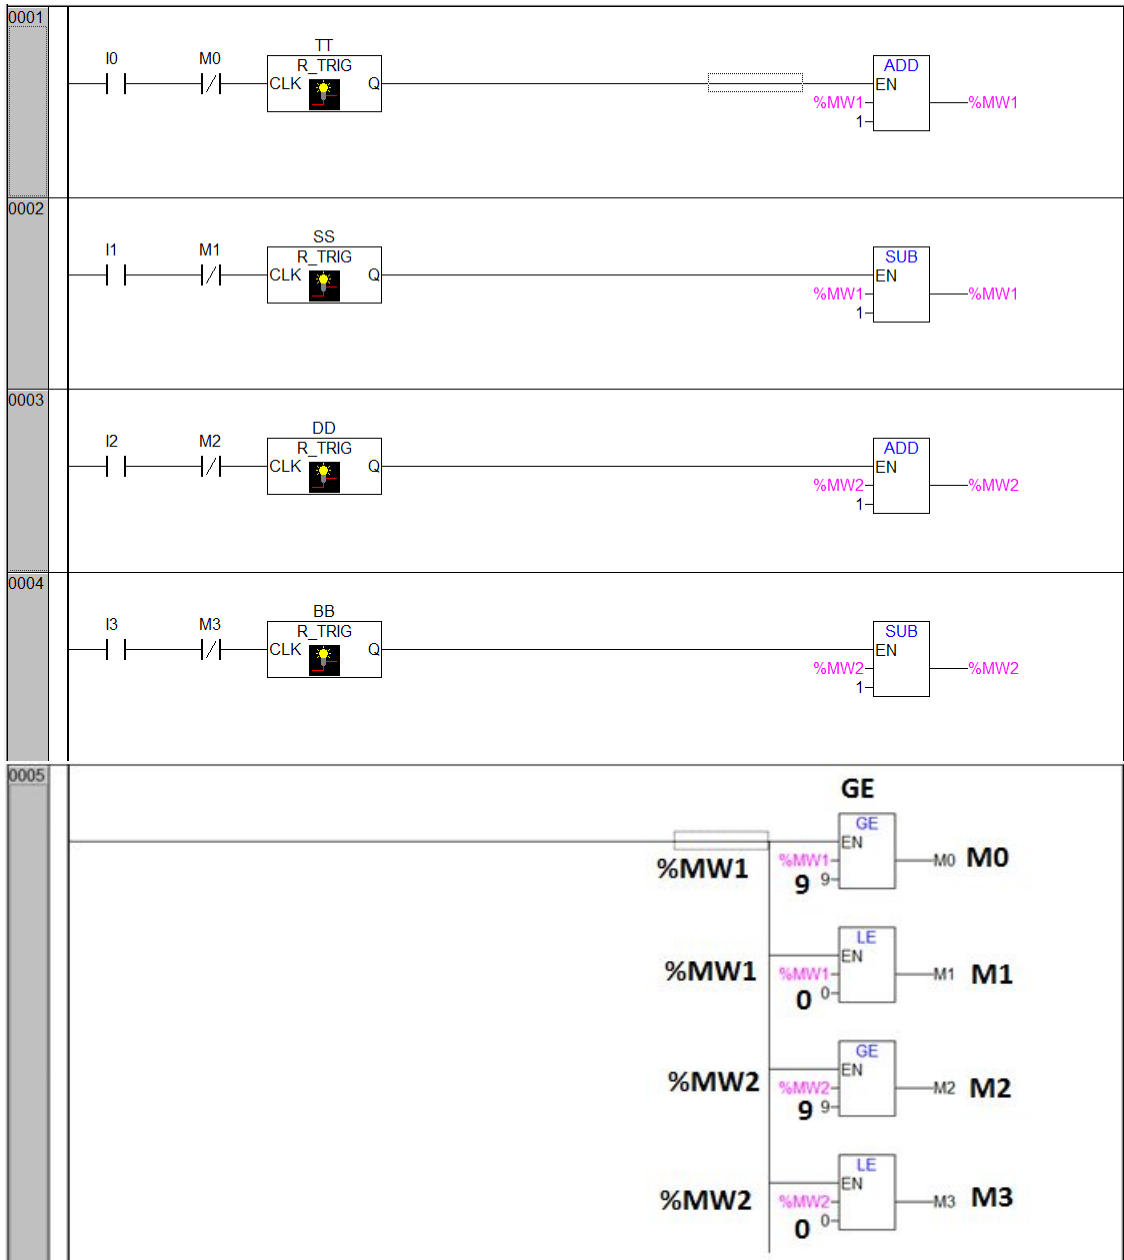 0001
I0 M0 TT
R_TRIG
CLK Q
ADD
EN
%MW1 %MW1
1
0002
I1 M1 SS
R_TRIG
CLK Q
SUB
EN
%MW1 %MW1
1
0003
I2 M2 DD
R_TRIG
CLK Q
ADD
EN
%MW2 %MW2
1
0004
I3 M3 BB
R_TRIG
CLK Q
SUB
EN
%MW2 %MW2
1
0005
GE
GE
EN
%MW1 %MW1 M0 M0
9 9
LE
EN
%MW1 %MW1 M1 M1
0 0
GE
EN
%MW2 %MW2 M2 M2
9 9
LE
EN
%MW2 %MW2 M3 M3
0 0